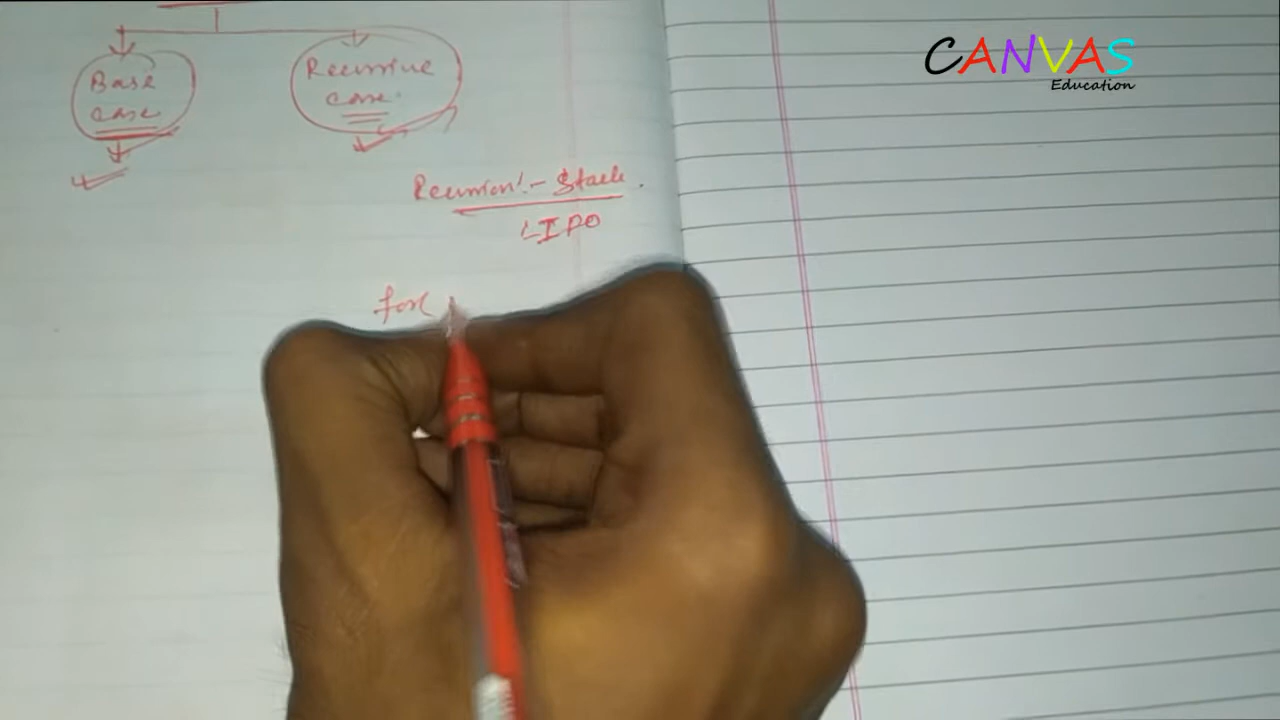 Base
case
Recursive
case.
Recursion:- Stack.
LIFO
for
CANVAS
Education